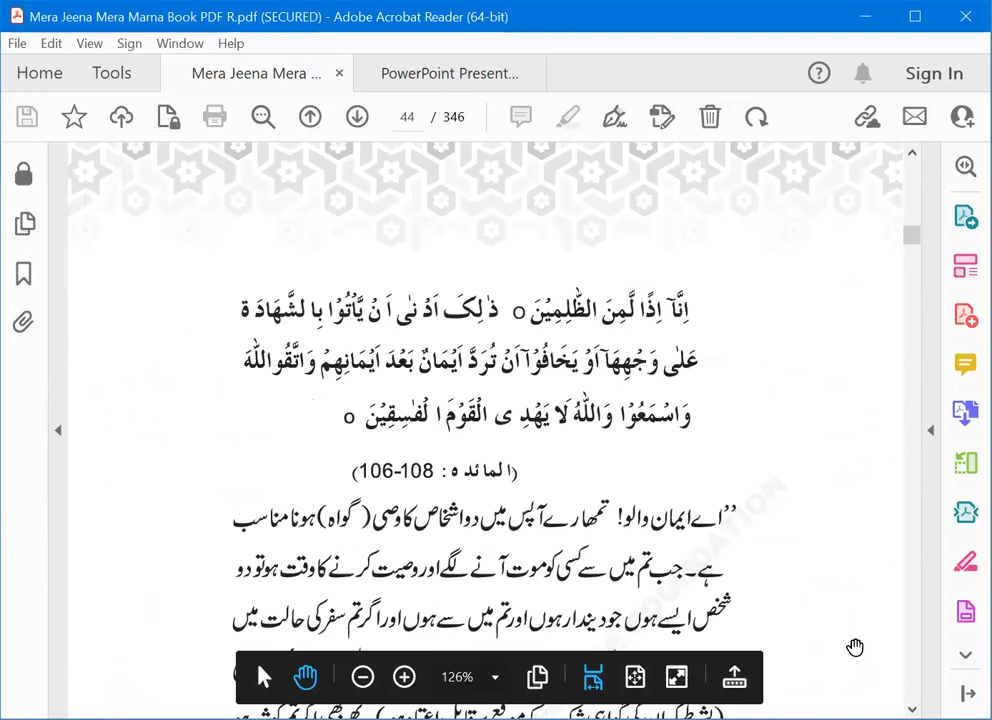 Mera Jeena Mera Marna Book PDF R.pdf (SECURED) - Adobe Acrobat Reader (64-bit)
File Edit View Sign Window Help
Home Tools Mera Jeena Mera ... × PowerPoint Present... Sign In
44 / 346
اِنَّآ اِذًا لَّمِنَ الظّٰلِمِيْنَ o ذٰ لِكَ اَدْ نٰى اَ نْ يَّاْتُوْا بِا لشَّهَادَ ةِ
عَلٰى وَجْهِهَآ اَوْ يَخَافُوْٓا اَنْ تُرَدَّ اَيْمَانٌ بَعْدَ اَيْمَانِهِمْ وَاتَّقُو اللّٰهَ
وَاسْمَعُوْا وَاللّٰهُ لَا يَهْدِ ى الْقَوْمَ ا لْفٰسِقِيْنَ o
(المائدہ : 108-106)
’’اے ایمان والو! تمھارے آپس میں دو اشخاص کا وصی (گواہ) ہونا مناسب
ہے۔ جب تم میں سے کسی کو موت آنے لگے اور وصیت کرنے کا وقت ہو تو دو
شخص ایسے ہوں جو دیندار ہوں اور تم میں سے ہوں اور اگر تم سفر کی حالت میں
FOUNDATION
126%